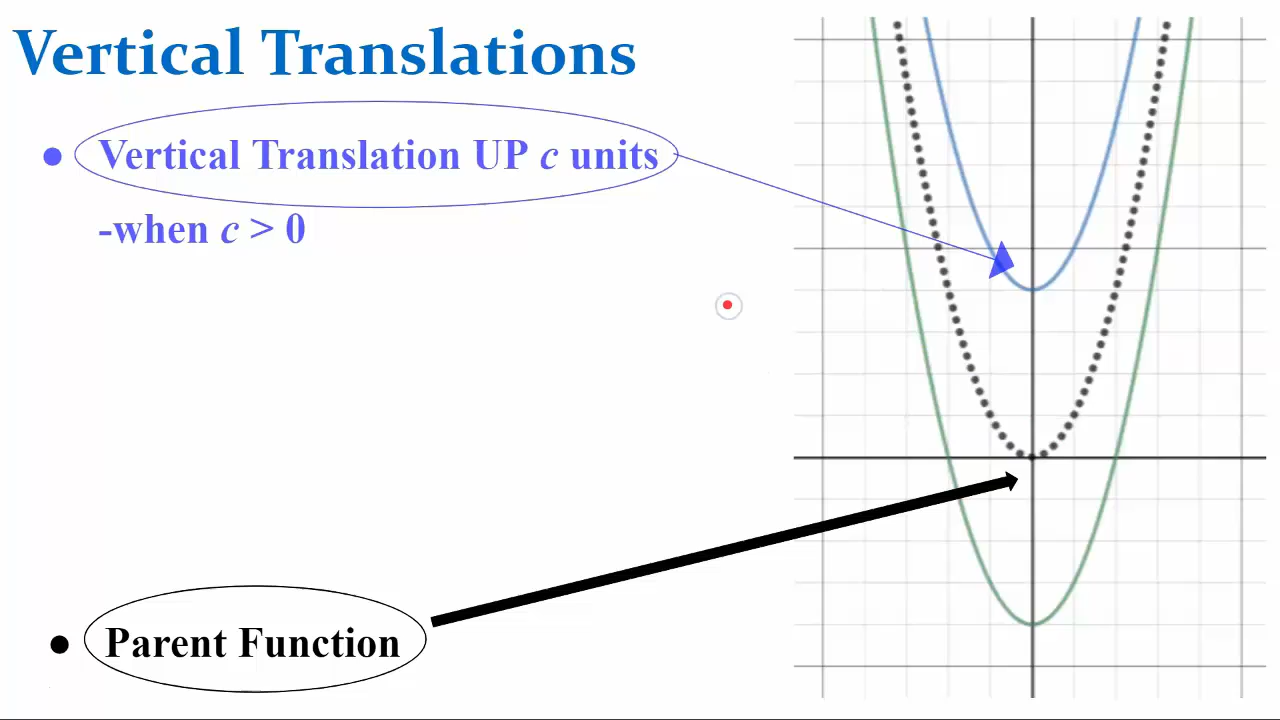 Vertical Translations
● Vertical Translation UP c units
-when c > 0
● Parent Function